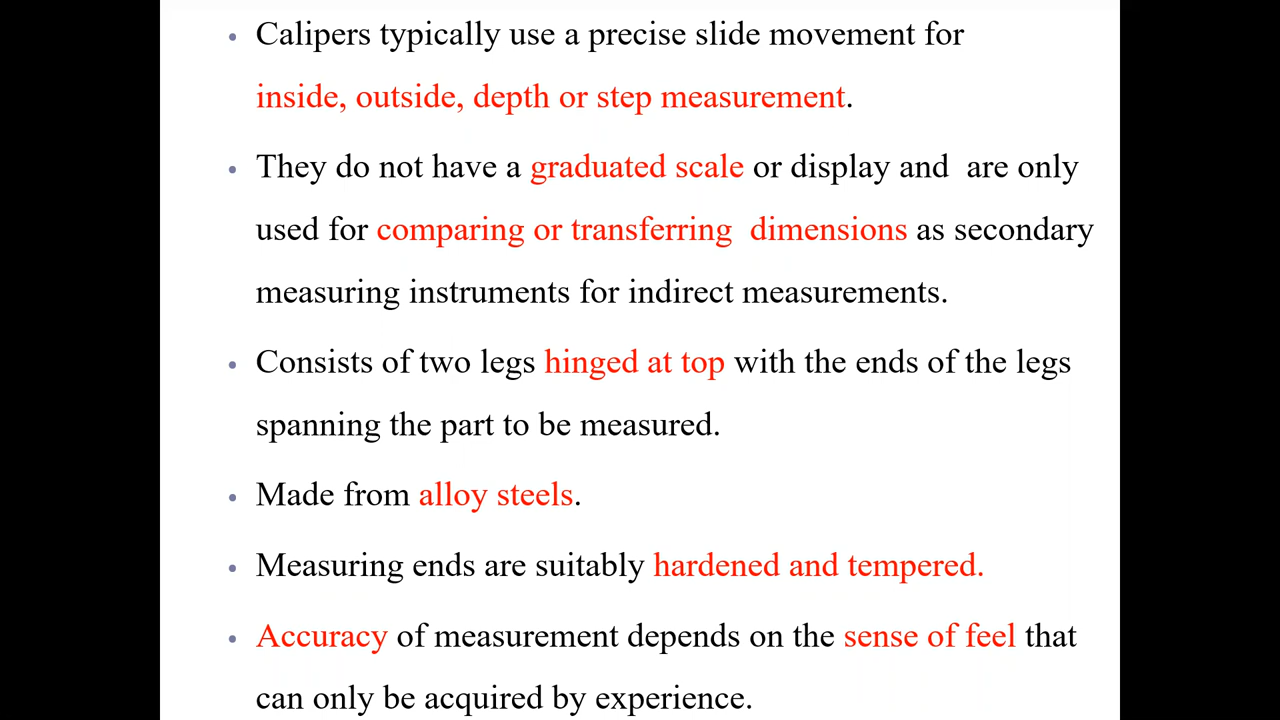 • Calipers typically use a precise slide movement for
inside, outside, depth or step measurement.
• They do not have a graduated scale or display and  are only
used for comparing or transferring  dimensions as secondary
measuring instruments for indirect measurements.
• Consists of two legs hinged at top with the ends of the legs
spanning the part to be measured.
• Made from alloy steels.
• Measuring ends are suitably hardened and tempered.
• Accuracy of measurement depends on the sense of feel that
can only be acquired by experience.